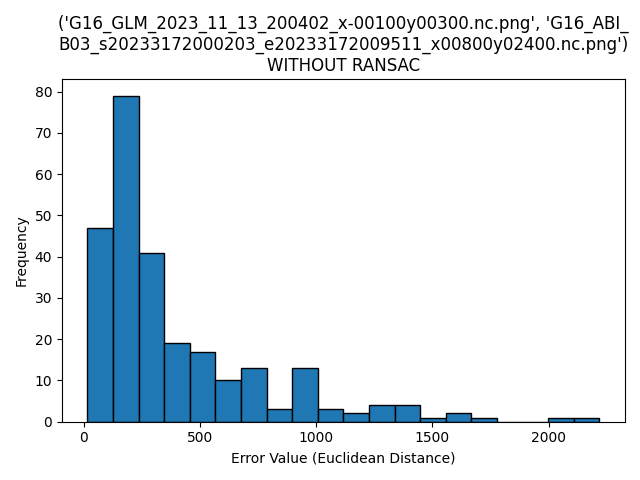 ('G16_GLM_2023_11_13_200402_x-00100y00300.nc.png', 'G16_ABI_
B03_s20233172000203_e20233172009511_x00800y02400.nc.png')
WITHOUT RANSAC
80
70
60
50
40
30
20
10
0
Frequency
0 500 1000 1500 2000
Error Value (Euclidean Distance)